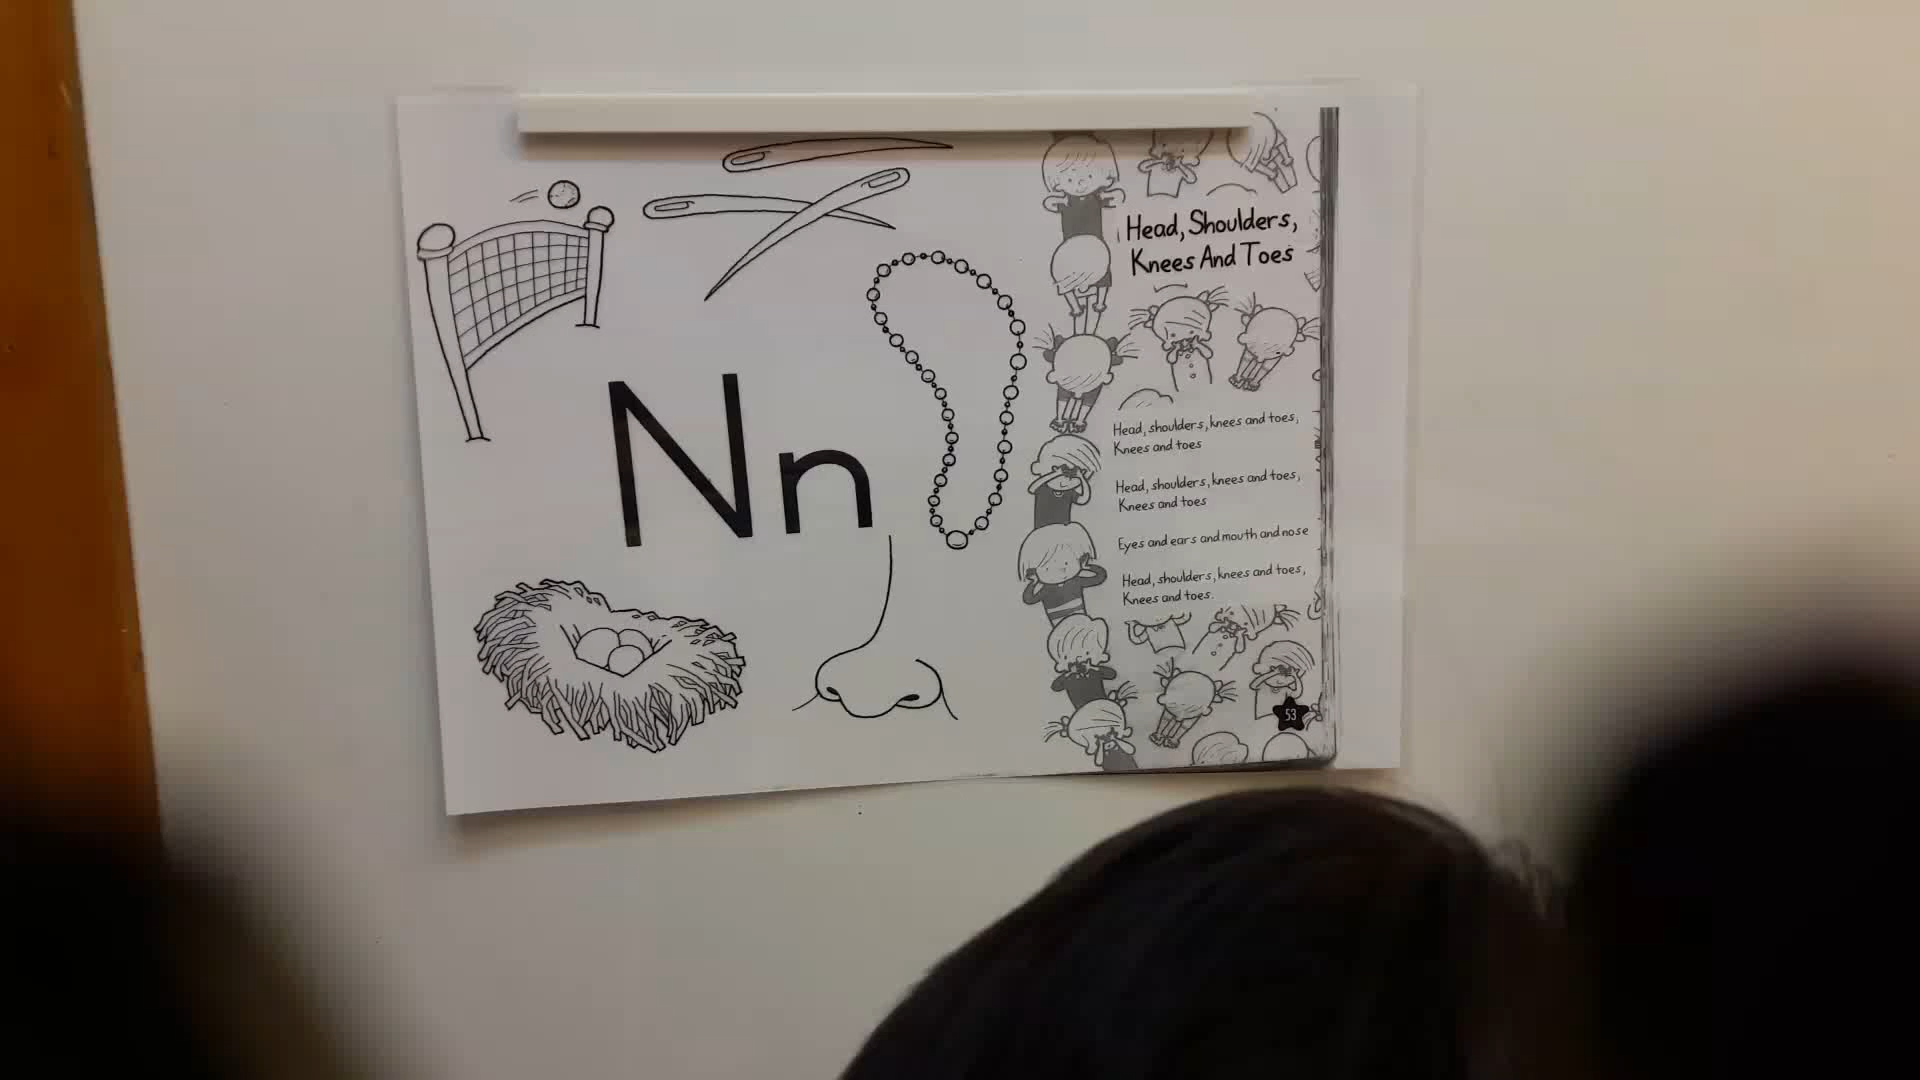 Nn
Head, Shoulders,
Knees And Toes
Head, shoulders, knees and toes,
Knees and toes
Head, shoulders, knees and toes,
Knees and toes
Eyes and ears and mouth and nose
Head, shoulders, knees and toes,
Knees and toes.
53